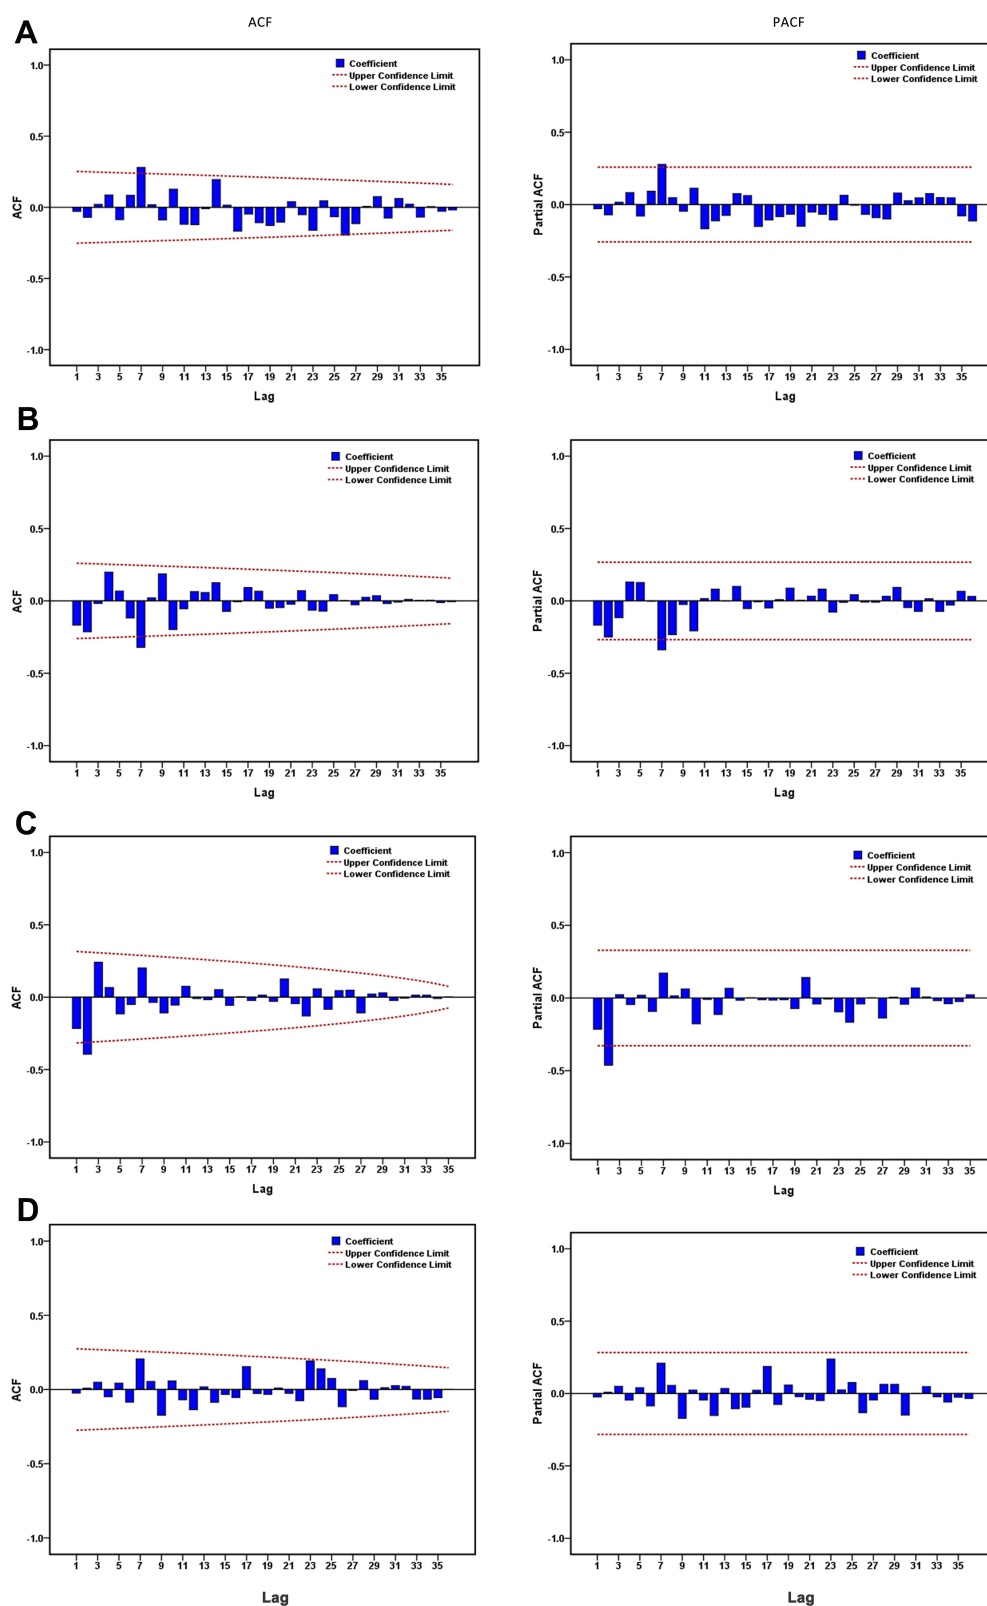 ACF PACF
A
1.0 Coefficient
Upper Confidence Limit
Lower Confidence Limit
0.5
ACF
0.0
-0.5
-1.0
1 3 5 7 9 11 13 15 17 19 21 23 25 27 29 31 33 35
Lag
1.0 Coefficient
Upper Confidence Limit
Lower Confidence Limit
0.5
Partial ACF
0.0
-0.5
-1.0
1 3 5 7 9 11 13 15 17 19 21 23 25 27 29 31 33 35
Lag
B
1.0 Coefficient
Upper Confidence Limit
Lower Confidence Limit
0.5
ACF
0.0
-0.5
-1.0
1 3 5 7 9 11 13 15 17 19 21 23 25 27 29 31 33 35
Lag
1.0 Coefficient
Upper Confidence Limit
Lower Confidence Limit
0.5
Partial ACF
0.0
-0.5
-1.0
1 3 5 7 9 11 13 15 17 19 21 23 25 27 29 31 33 35
Lag
C
1.0 Coefficient
Upper Confidence Limit
Lower Confidence Limit
0.5
ACF
0.0
-0.5
-1.0
1 3 5 7 9 11 13 15 17 19 21 23 25 27 29 31 33 35
Lag
1.0 Coefficient
Upper Confidence Limit
Lower Confidence Limit
0.5
Partial ACF
0.0
-0.5
-1.0
1 3 5 7 9 11 13 15 17 19 21 23 25 27 29 31 33 35
Lag
D
1.0 Coefficient
Upper Confidence Limit
Lower Confidence Limit
0.5
ACF
0.0
-0.5
-1.0
1 3 5 7 9 11 13 15 17 19 21 23 25 27 29 31 33 35
Lag
1.0 Coefficient
Upper Confidence Limit
Lower Confidence Limit
0.5
Partial ACF
0.0
-0.5
-1.0
1 3 5 7 9 11 13 15 17 19 21 23 25 27 29 31 33 35
Lag